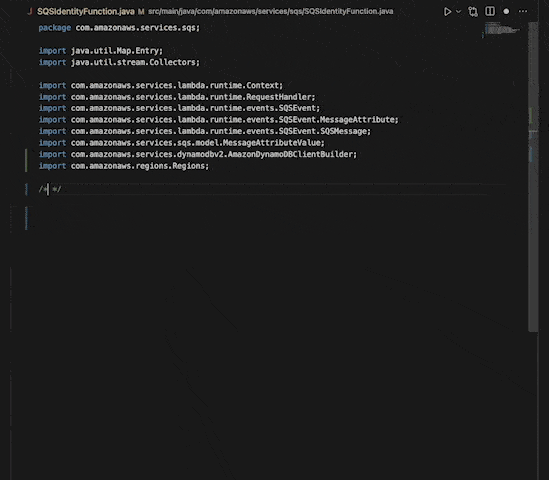 J SQSIdentityFunction.java M src/main/java/com/amazonaws/services/sqs/SQSIdentityFunction.java
package com.amazonaws.services.sqs;
import java.util.Map.Entry;
import java.util.stream.Collectors;
import com.amazonaws.services.lambda.runtime.Context;
import com.amazonaws.services.lambda.runtime.RequestHandler;
import com.amazonaws.services.lambda.runtime.events.SQSEvent;
import com.amazonaws.services.lambda.runtime.events.SQSEvent.MessageAttribute;
import com.amazonaws.services.lambda.runtime.events.SQSEvent.SQSMessage;
import com.amazonaws.services.sqs.model.MessageAttributeValue;
import com.amazonaws.services.dynamodbv2.AmazonDynamoDBClientBuilder;
import com.amazonaws.regions.Regions;
/* */